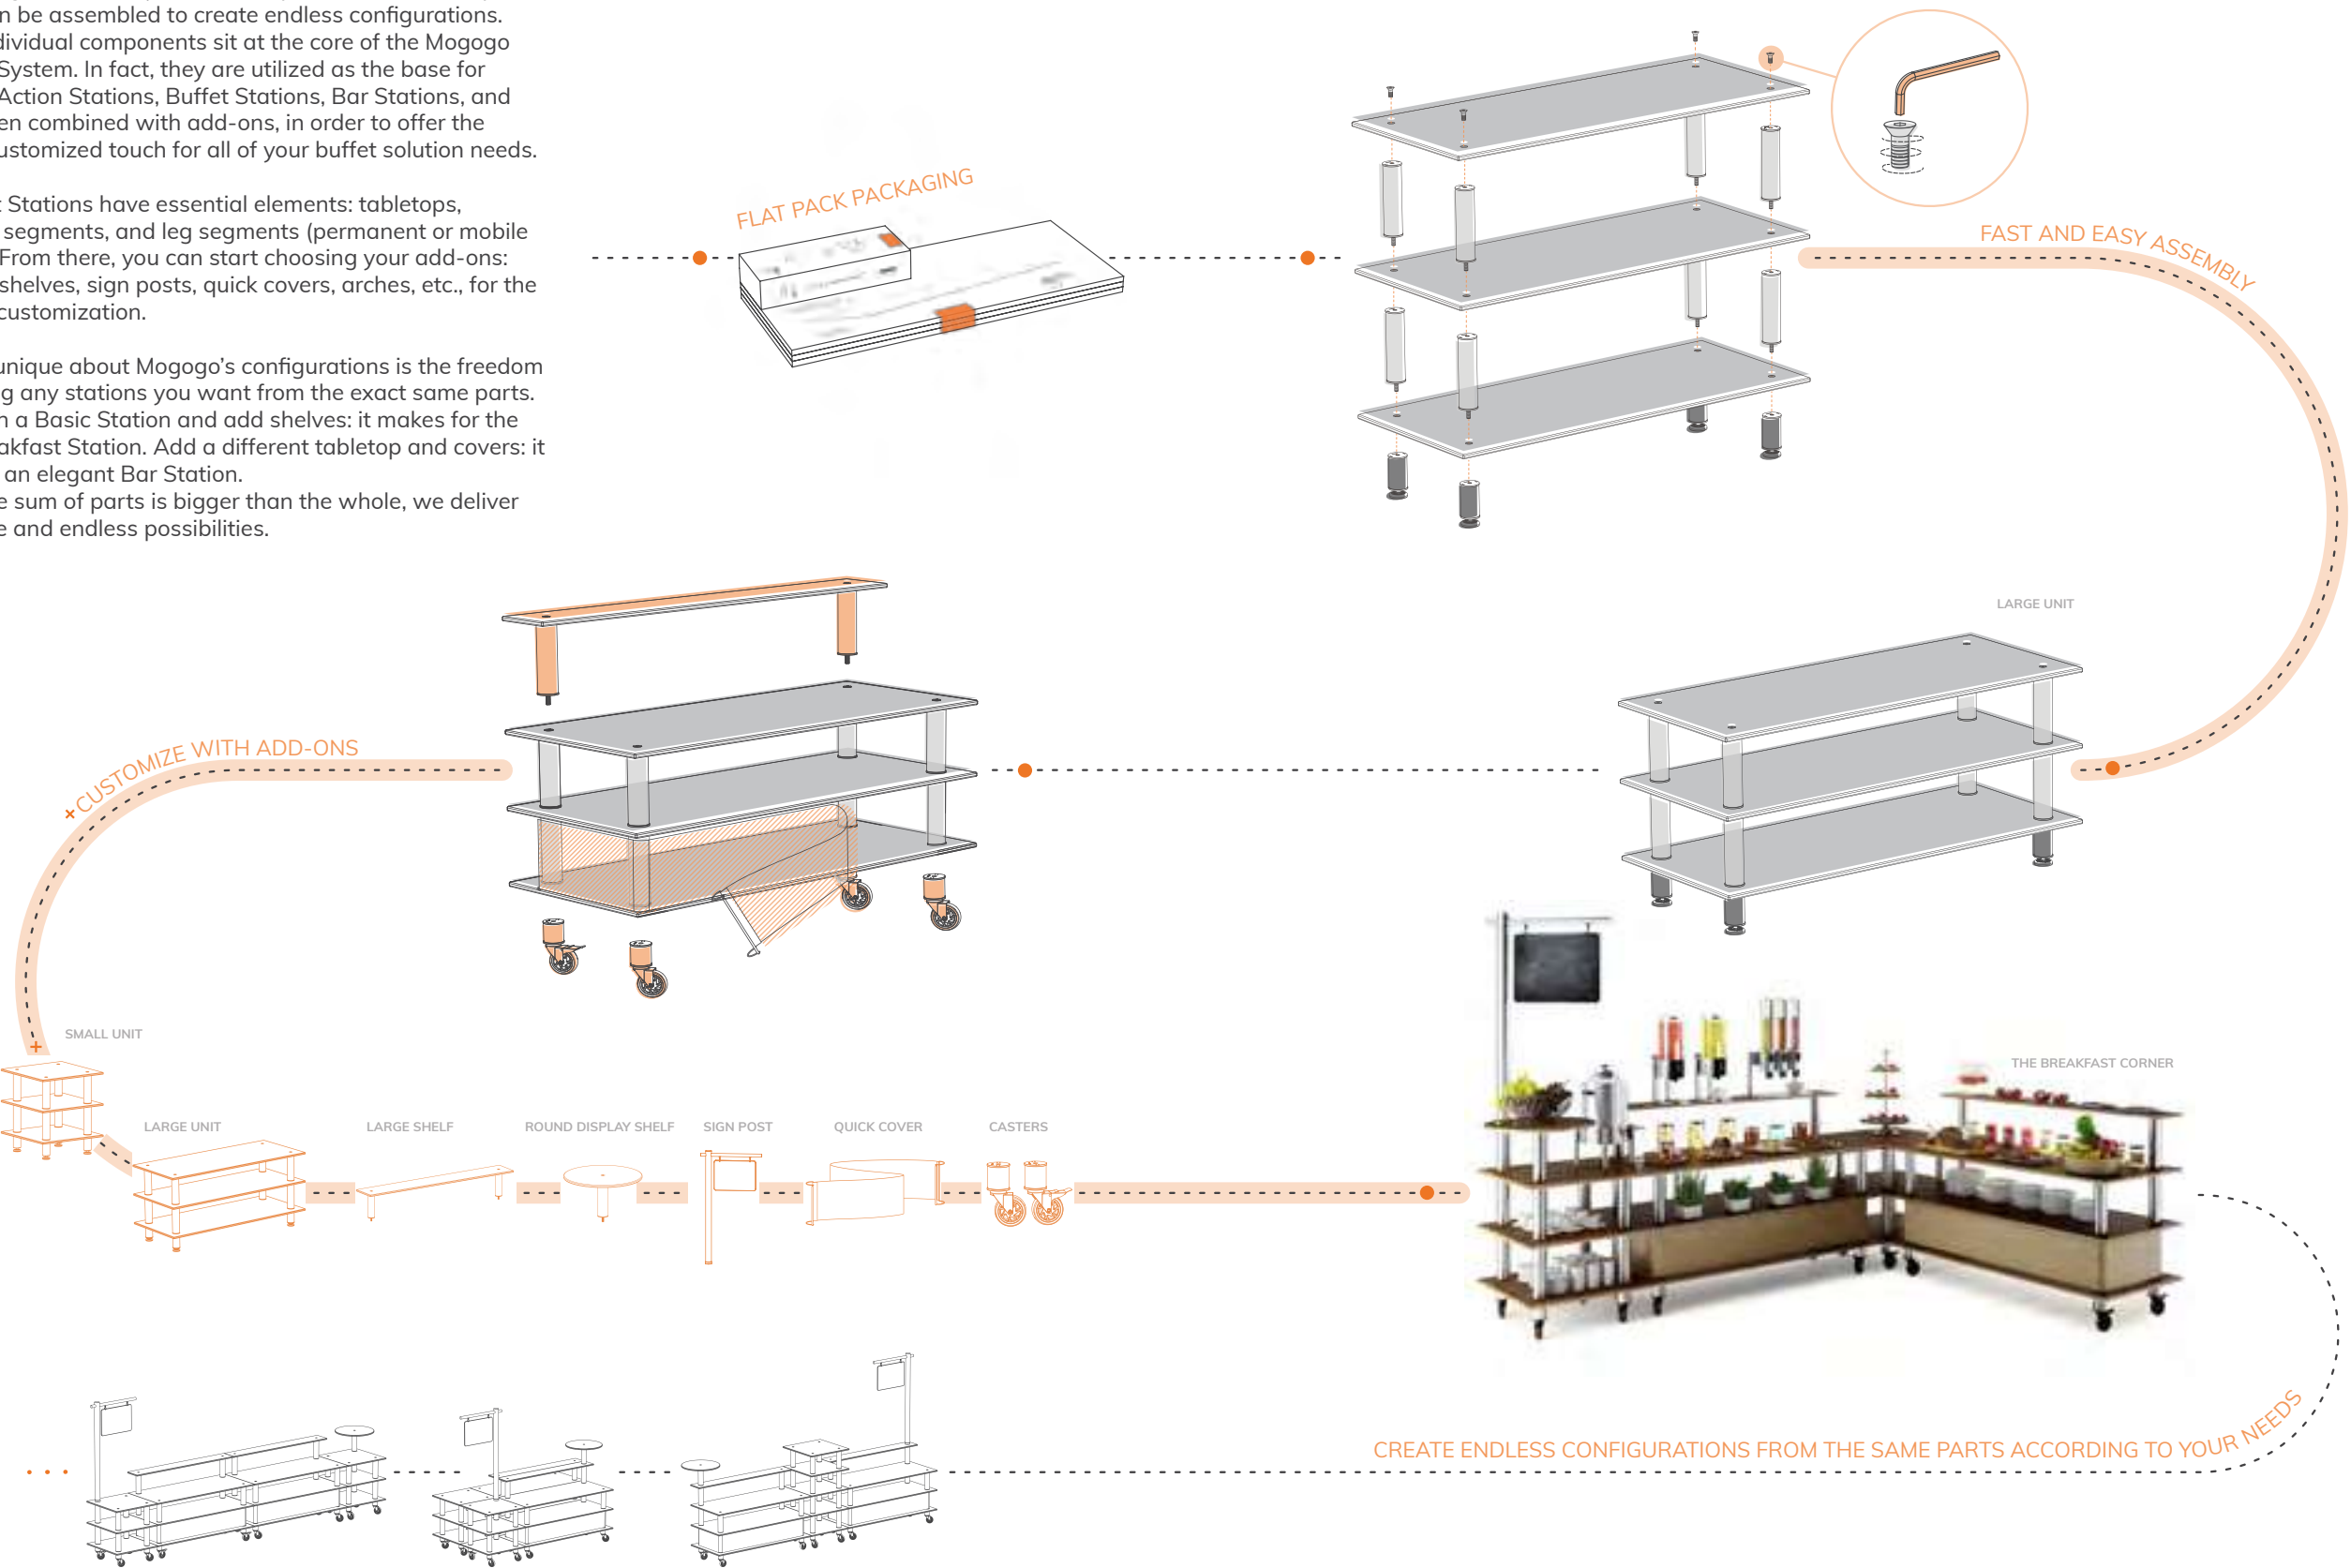 n be assembled to create endless configurations.
dividual components sit at the core of the Mogogo
System. In fact, they are utilized as the base for
Action Stations, Buffet Stations, Bar Stations, and
en combined with add-ons, in order to offer the
ustomized touch for all of your buffet solution needs.
t Stations have essential elements: tabletops,
segments, and leg segments (permanent or mobile
From there, you can start choosing your add-ons:
shelves, sign posts, quick covers, arches, etc., for the
customization.
unique about Mogogo's configurations is the freedom
g any stations you want from the exact same parts.
n a Basic Station and add shelves: it makes for the
akfast Station. Add a different tabletop and covers: it
an elegant Bar Station.
e sum of parts is bigger than the whole, we deliver
e and endless possibilities.
FLAT PACK PACKAGING
FAST AND EASY ASSEMBLY
LARGE UNIT
+CUSTOMIZE WITH ADD-ONS
+
SMALL UNIT
LARGE UNIT
LARGE SHELF
ROUND DISPLAY SHELF
SIGN POST
QUICK COVER
CASTERS
THE BREAKFAST CORNER
CREATE ENDLESS CONFIGURATIONS FROM THE SAME PARTS ACCORDING TO YOUR NEEDS